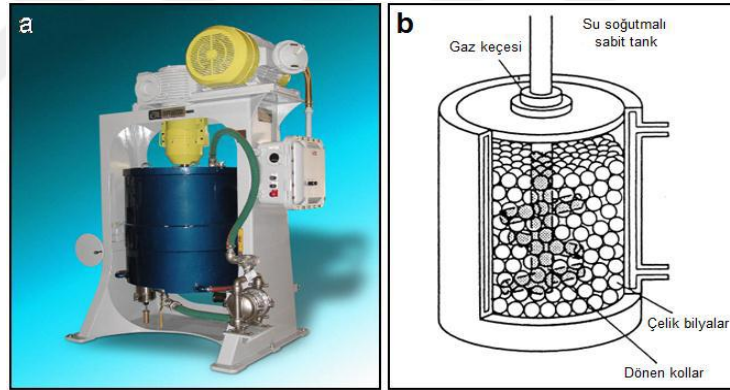 a
b
Su soğutmalı
sabit tank
Gaz keçesi
Çelik bilyalar
Dönen kollar